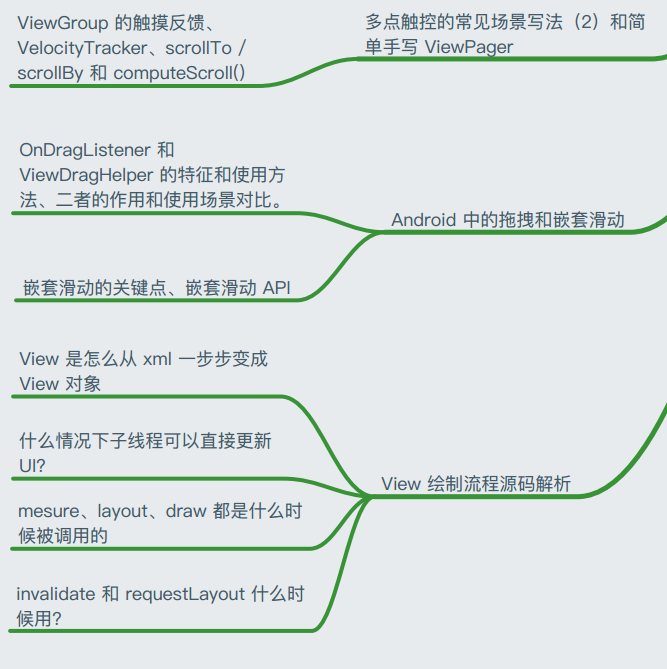 ViewGroup 的触摸反馈、
VelocityTracker、scrollTo /
scrollBy 和 computeScroll()
多点触控的常见场景写法（2）和简
单手写 ViewPager
OnDragListener 和
ViewDragHelper 的特征和使用方
法、二者的作用和使用场景对比。
Android 中的拖拽和嵌套滑动
嵌套滑动的关键点、嵌套滑动 API
View 是怎么从 xml 一步步变成
View 对象
什么情况下子线程可以直接更新
UI?
View 绘制流程源码解析
mesure、layout、draw 都是什么时
候被调用的
invalidate 和 requestLayout 什么时
候用?